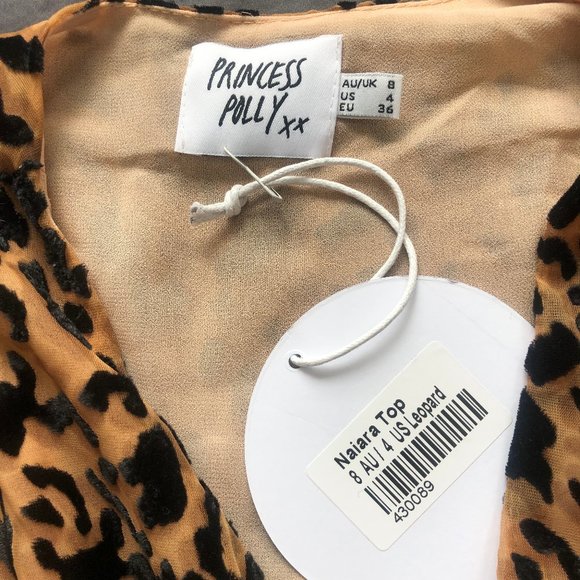 PRINCESS
POLLY xx
AU/UK 8
US 4
EU 36
Naiara Top
8 AU/ 4 US Leopard
430089